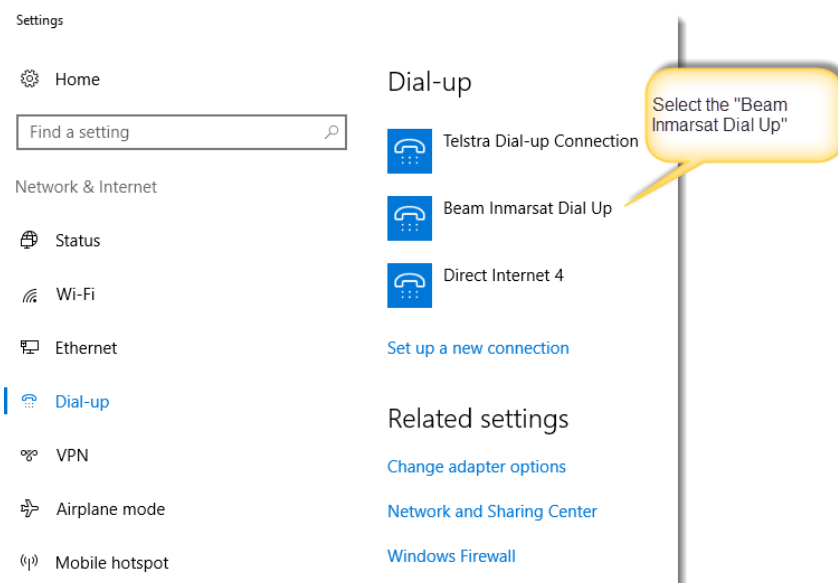 Settings
Home
Find a setting
Network & Internet
Status
Wi-Fi
Ethernet
Dial-up
VPN
Airplane mode
Mobile hotspot
Dial-up
Telstra Dial-up Connection
Beam Inmarsat Dial Up
Direct Internet 4
Set up a new connection
Related settings
Change adapter options
Network and Sharing Center
Windows Firewall
Select the "Beam
Inmarsat Dial Up"